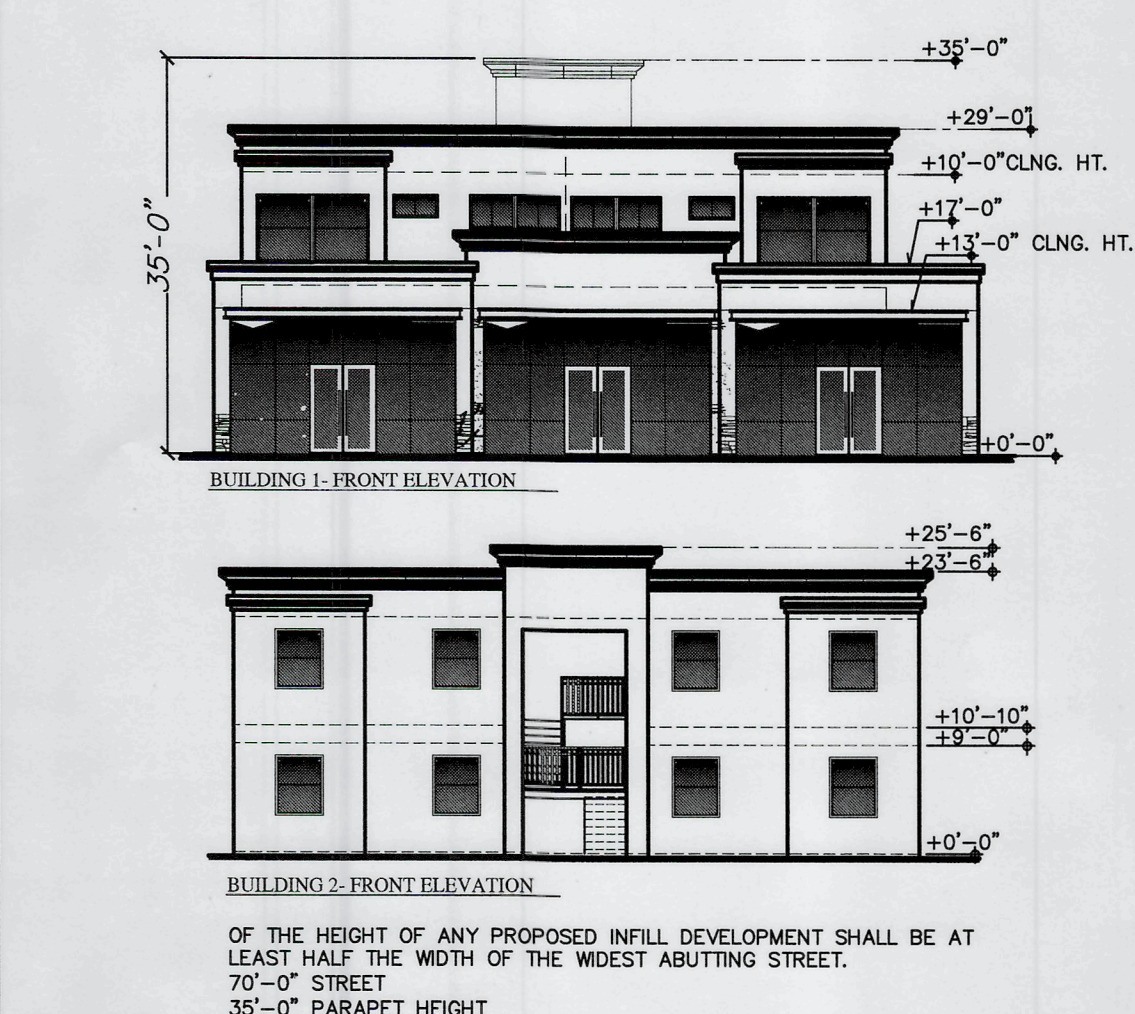 +35'-0"
+29'-0"
+10'-0"CLNG. HT.
+17'-0"
+13'-0" CLNG. HT.
35'-0"
+0'-0"
BUILDING 1- FRONT ELEVATION
+25'-6"
+23'-6"
+10'-10"
+9'-0"
+0'-0"
BUILDING 2- FRONT ELEVATION
OF THE HEIGHT OF ANY PROPOSED INFILL DEVELOPMENT SHALL BE AT
LEAST HALF THE WIDTH OF THE WIDEST ABUTTING STREET.
70'-0" STREET
35'-0" PARAPET HEIGHT